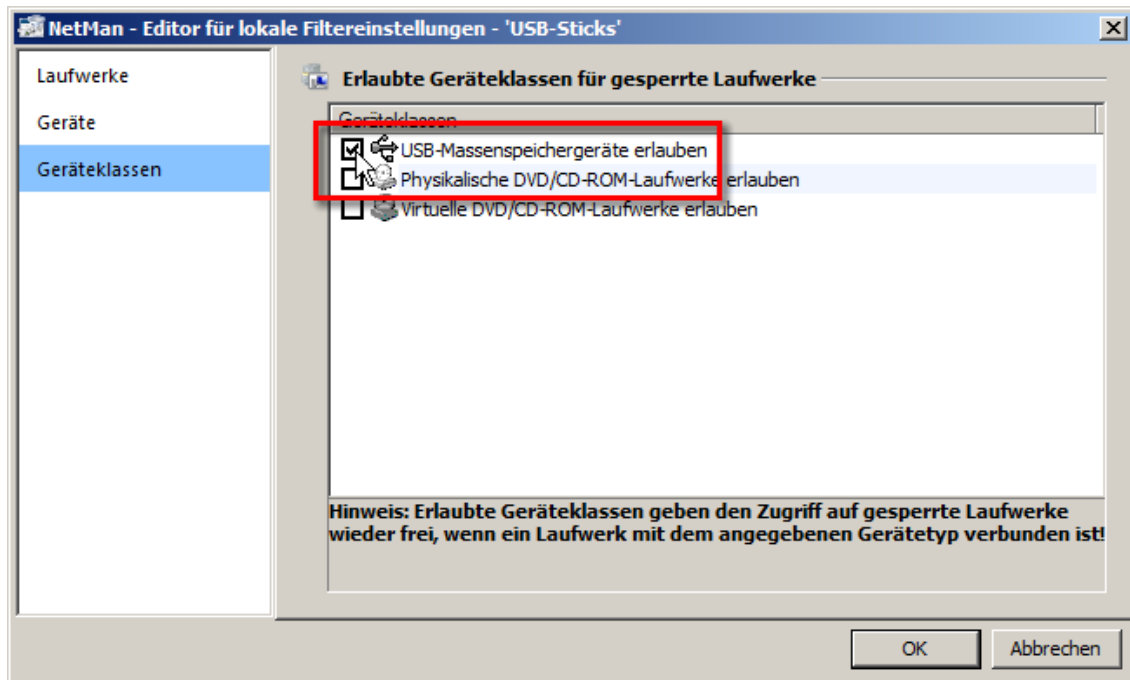 NetMan - Editor für lokale Filtereinstellungen - 'USB-Sticks'
Laufwerke
Geräte
Geräteklassen
Erlaubte Geräteklassen für gesperrte Laufwerke
Geräteklassen
USB-Massenspeichergeräte erlauben
Physikalische DVD/CD-ROM-Laufwerke erlauben
Virtuelle DVD/CD-ROM-Laufwerke erlauben
Hinweis: Erlaubte Geräteklassen geben den Zugriff auf gesperrte Laufwerke
wieder frei, wenn ein Laufwerk mit dem angegebenen Gerätetyp verbunden ist!
OK
Abbrechen